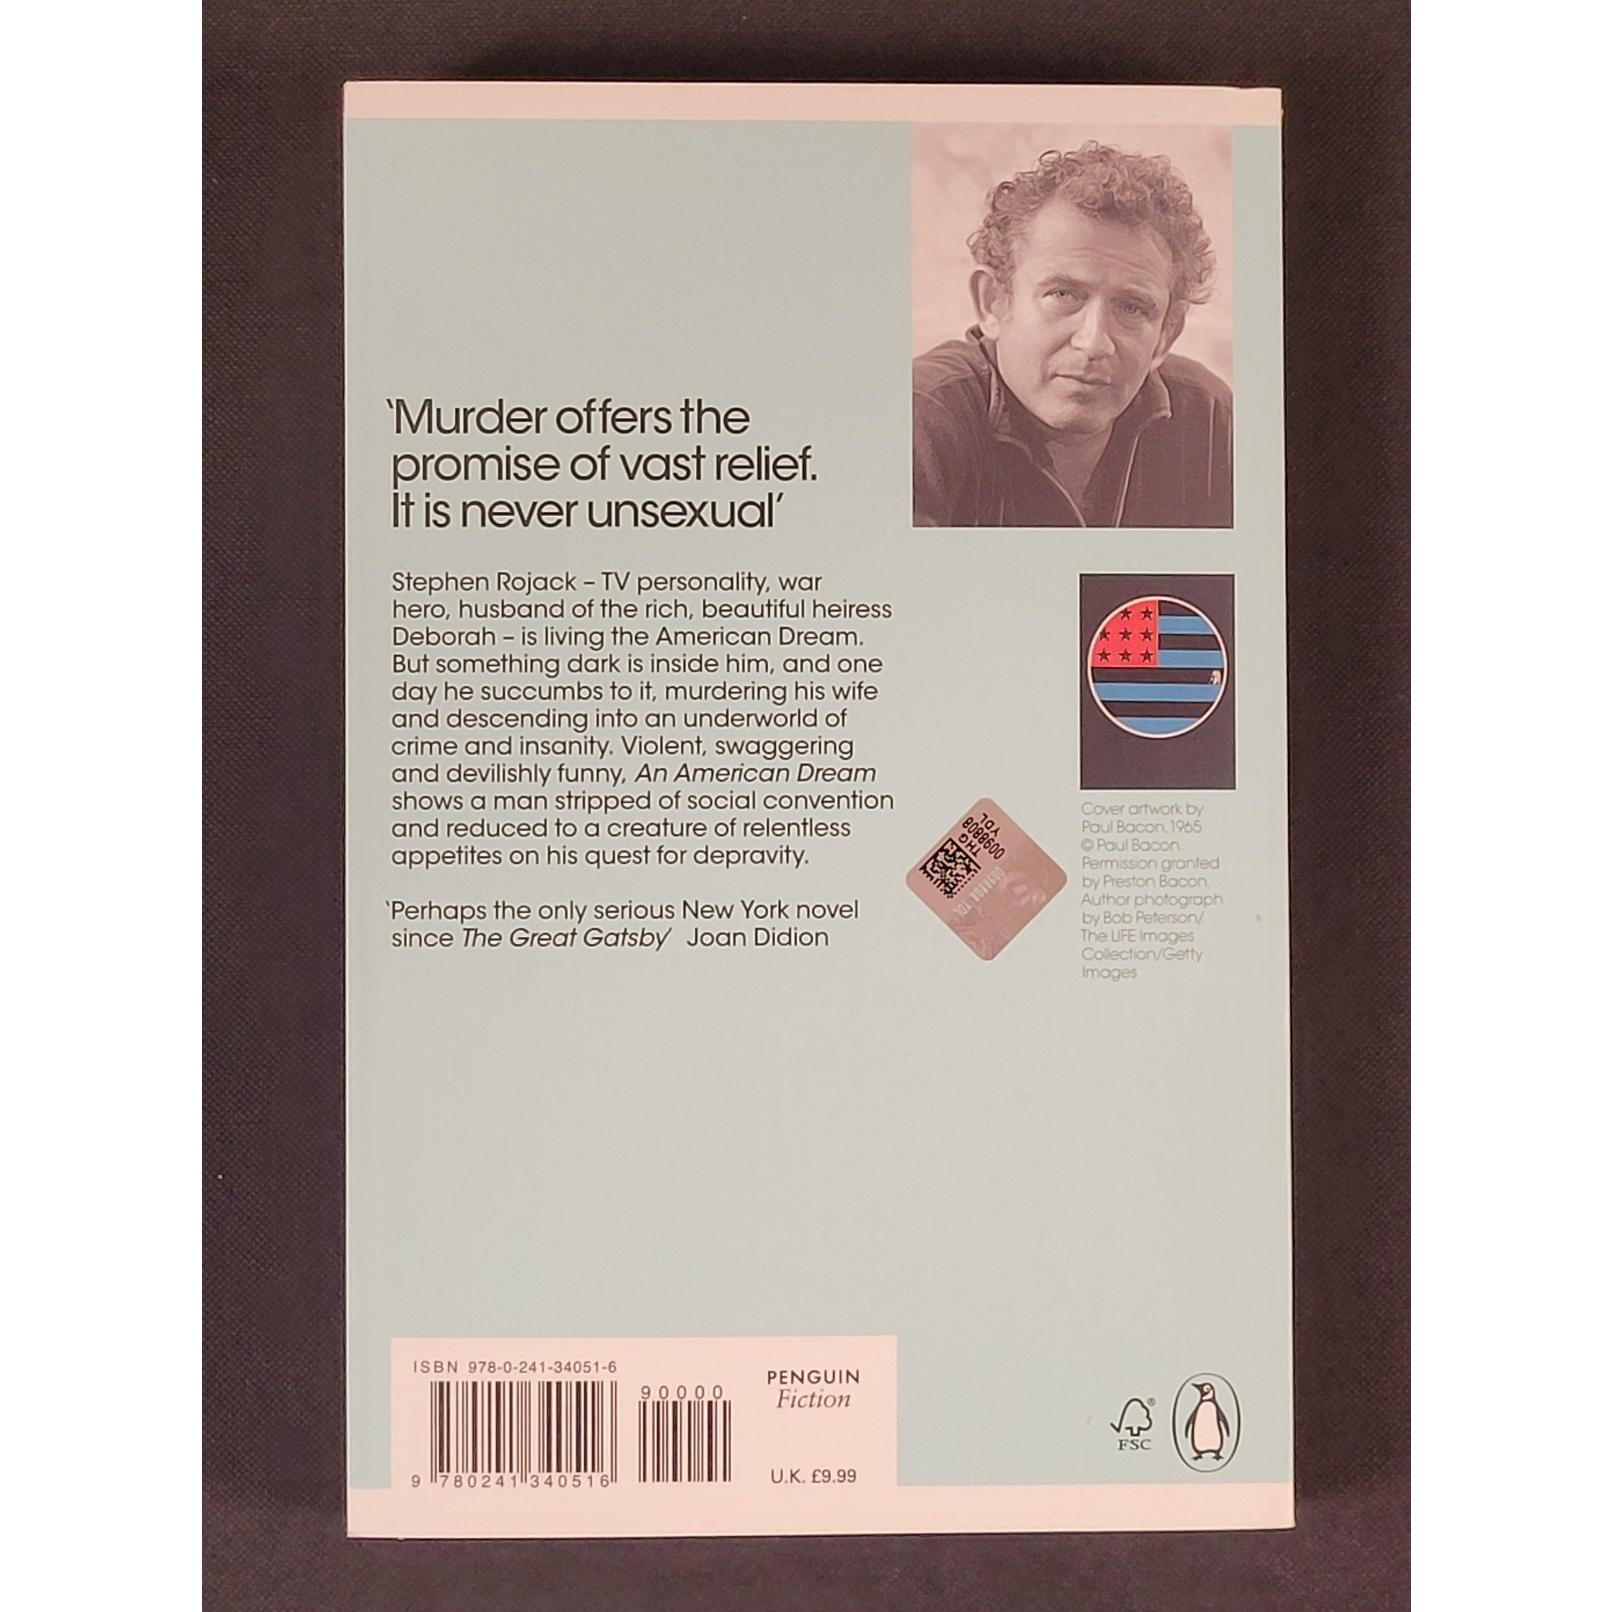 ‘Murder offers the
promise of vast relief.
It is never unsexual’
Stephen Rojack – TV personality, war
hero, husband of the rich, beautiful heiress
Deborah – is living the American Dream.
But something dark is inside him, and one
day he succumbs to it, murdering his wife
and descending into an underworld of
crime and insanity. Violent, swaggering
and devilishly funny, An American Dream
shows a man stripped of social convention
and reduced to a creature of relentless
appetites on his quest for depravity.
‘Perhaps the only serious New York novel
since The Great Gatsby’ Joan Didion
THG
0098808
YDL
Cover artwork by
Paul Bacon, 1965
© Paul Bacon.
Permission granted
by Preston Bacon.
Author photograph
by Bob Peterson/
The LIFE Images
Collection/Getty
Images
ISBN 978-0-241-34051-6
90000
9 780241 340516
PENGUIN
Fiction
U.K. £9.99
®
FSC